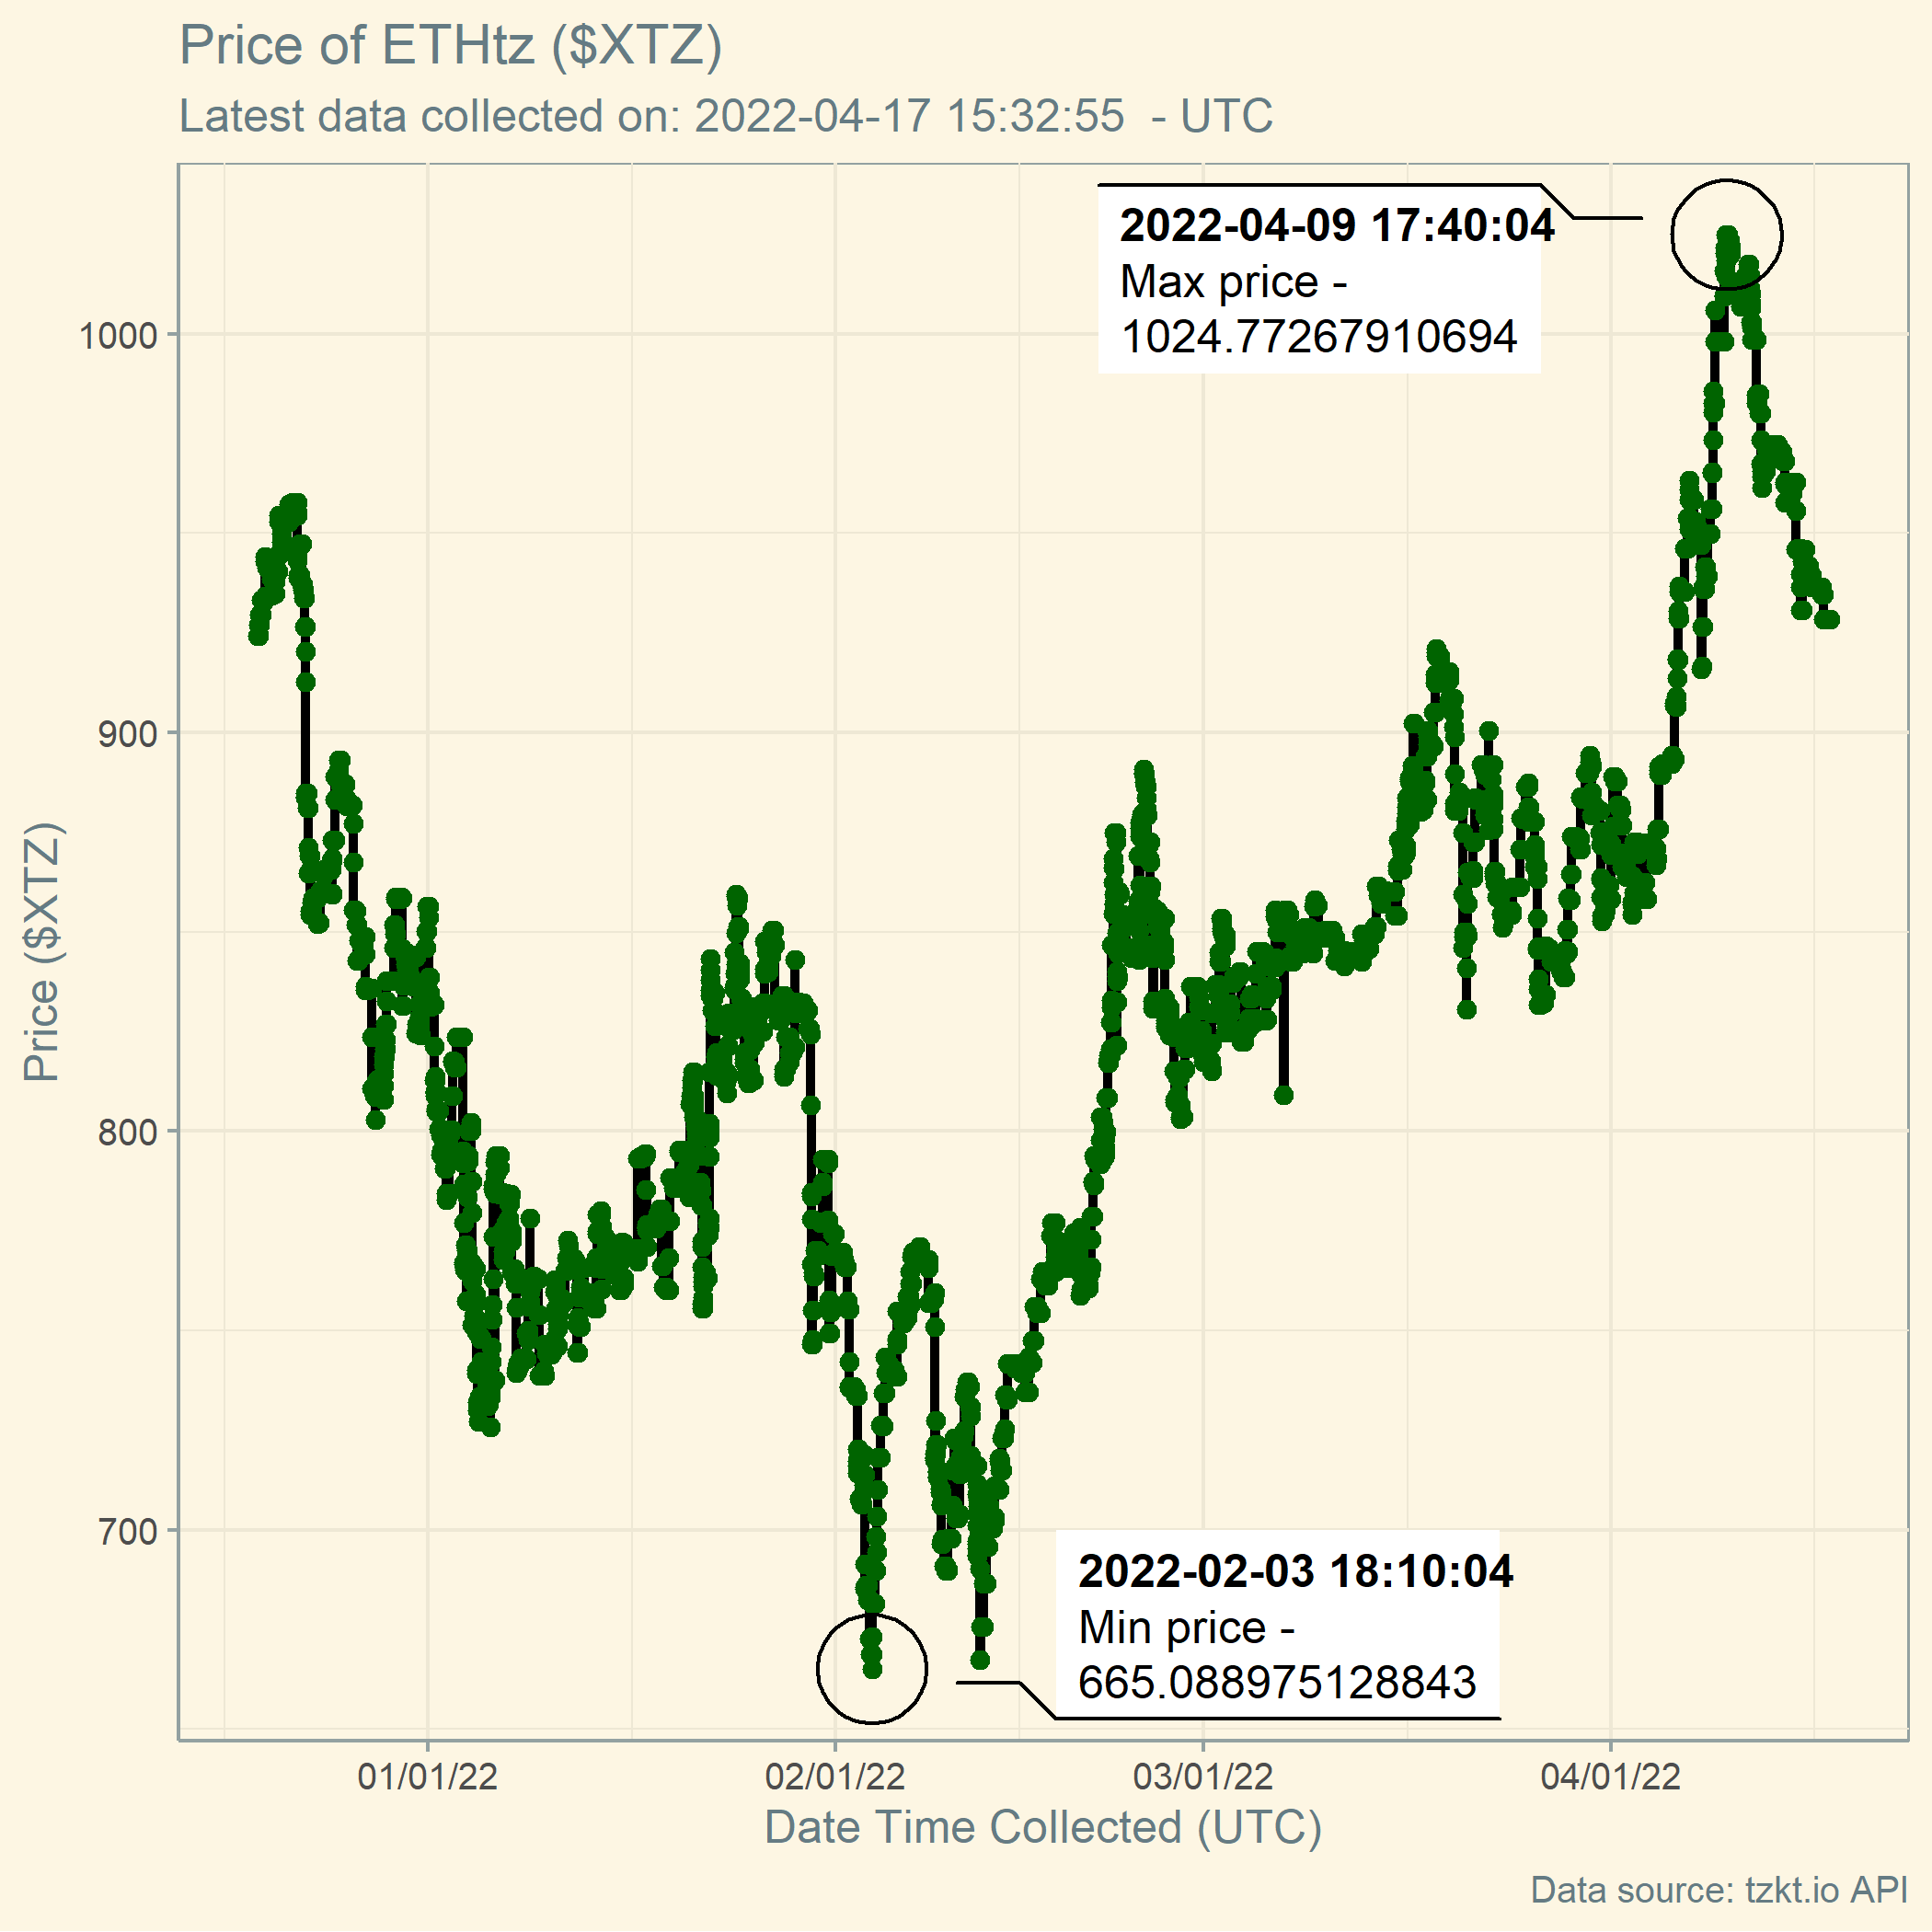 Price of ETHtz ($XTZ)
Latest data collected on: 2022-04-17 15:32:55  - UTC
2022-04-09 17:40:04
Max price -
1024.77267910694
1000
900
800
700
Price ($XTZ)
2022-02-03 18:10:04
Min price -
665.088975128843
01/01/22
02/01/22
03/01/22
04/01/22
Date Time Collected (UTC)
Data source: tzkt.io API